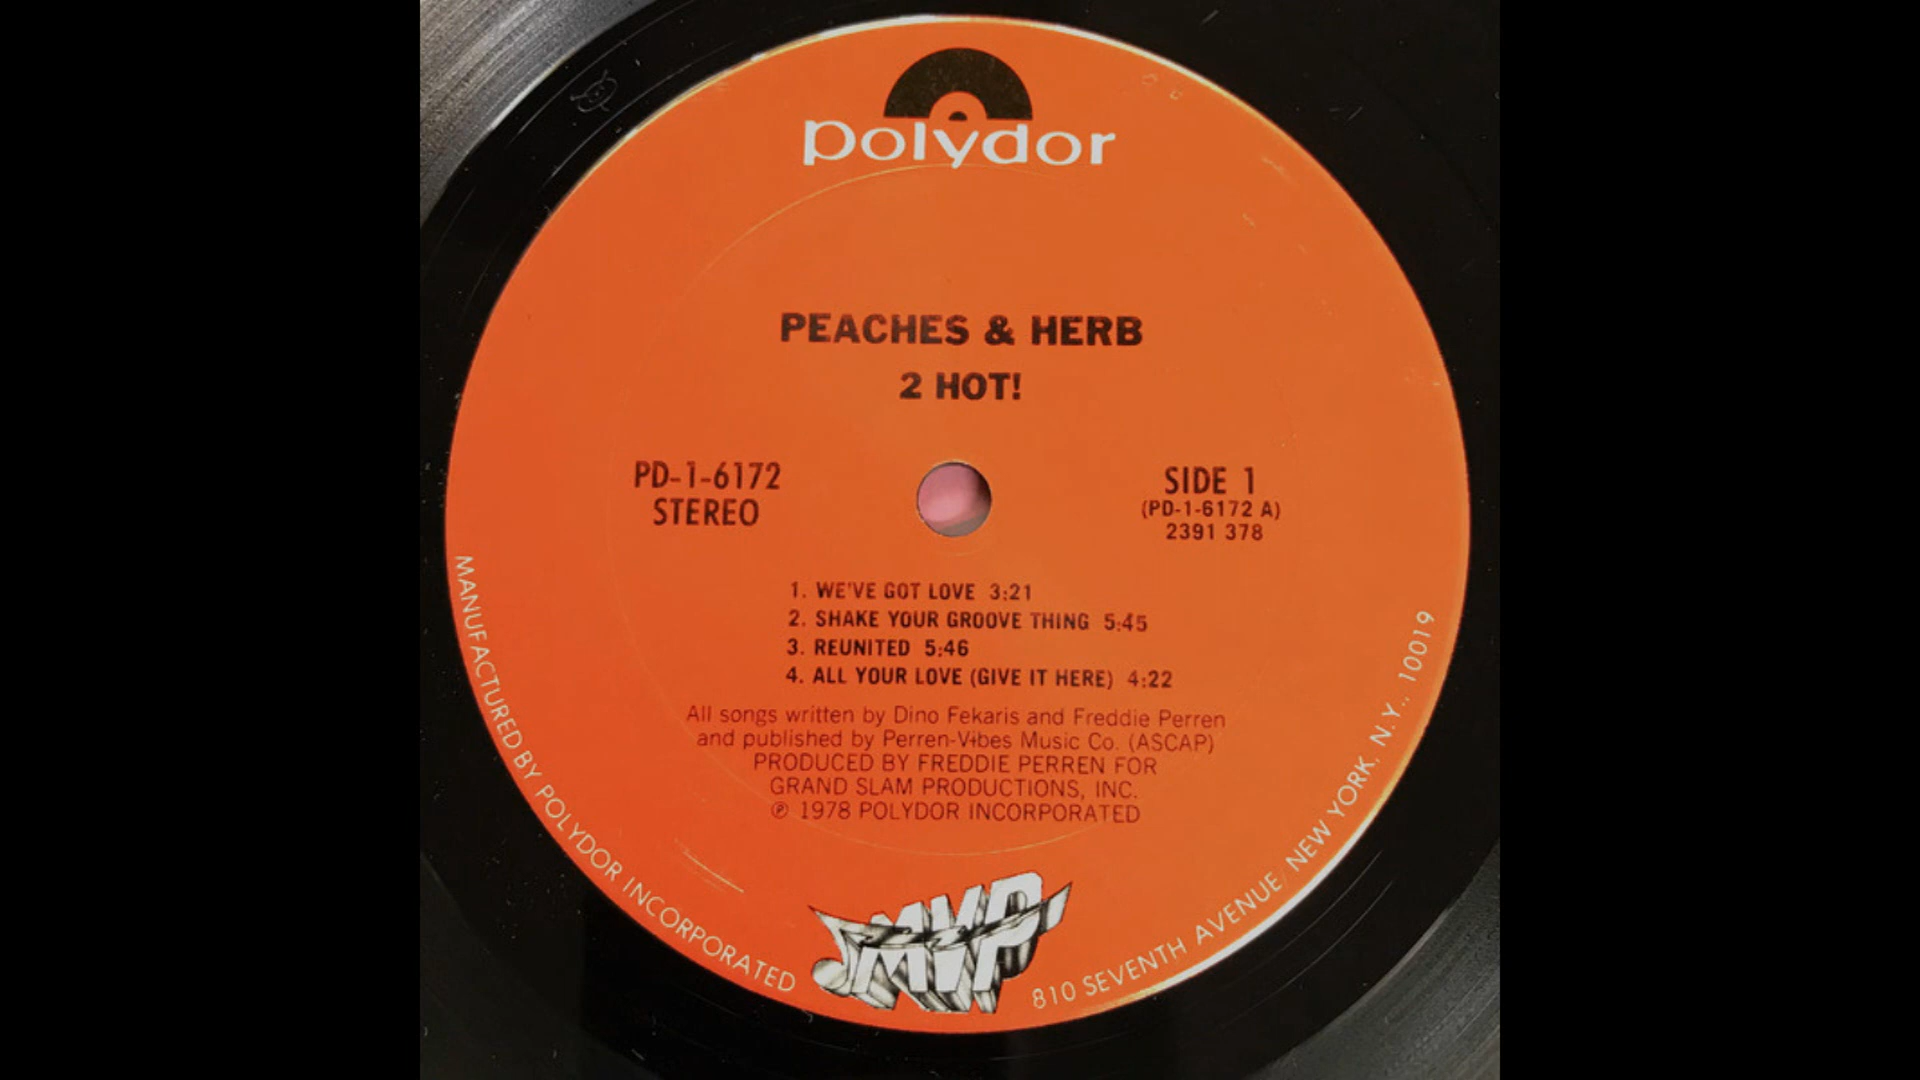 polydor
PEACHES & HERB
2 HOT!
PD-1-6172
STEREO
SIDE 1
(PD-1-6172 A)
2391 378
1. WE'VE GOT LOVE 3:21
2. SHAKE YOUR GROOVE THING 5:45
3. REUNITED 5:46
4. ALL YOUR LOVE (GIVE IT HERE) 4:22
All songs written by Dino Fekaris and Freddie Perren
and published by Perren-Vibes Music Co. (ASCAP)
PRODUCED BY FREDDIE PERREN FOR
GRAND SLAM PRODUCTIONS, INC.
℗ 1978 POLYDOR INCORPORATED
MVP
MANUFACTURED BY POLYDOR INCORPORATED
810 SEVENTH AVENUE, NEW YORK, N.Y., 10019